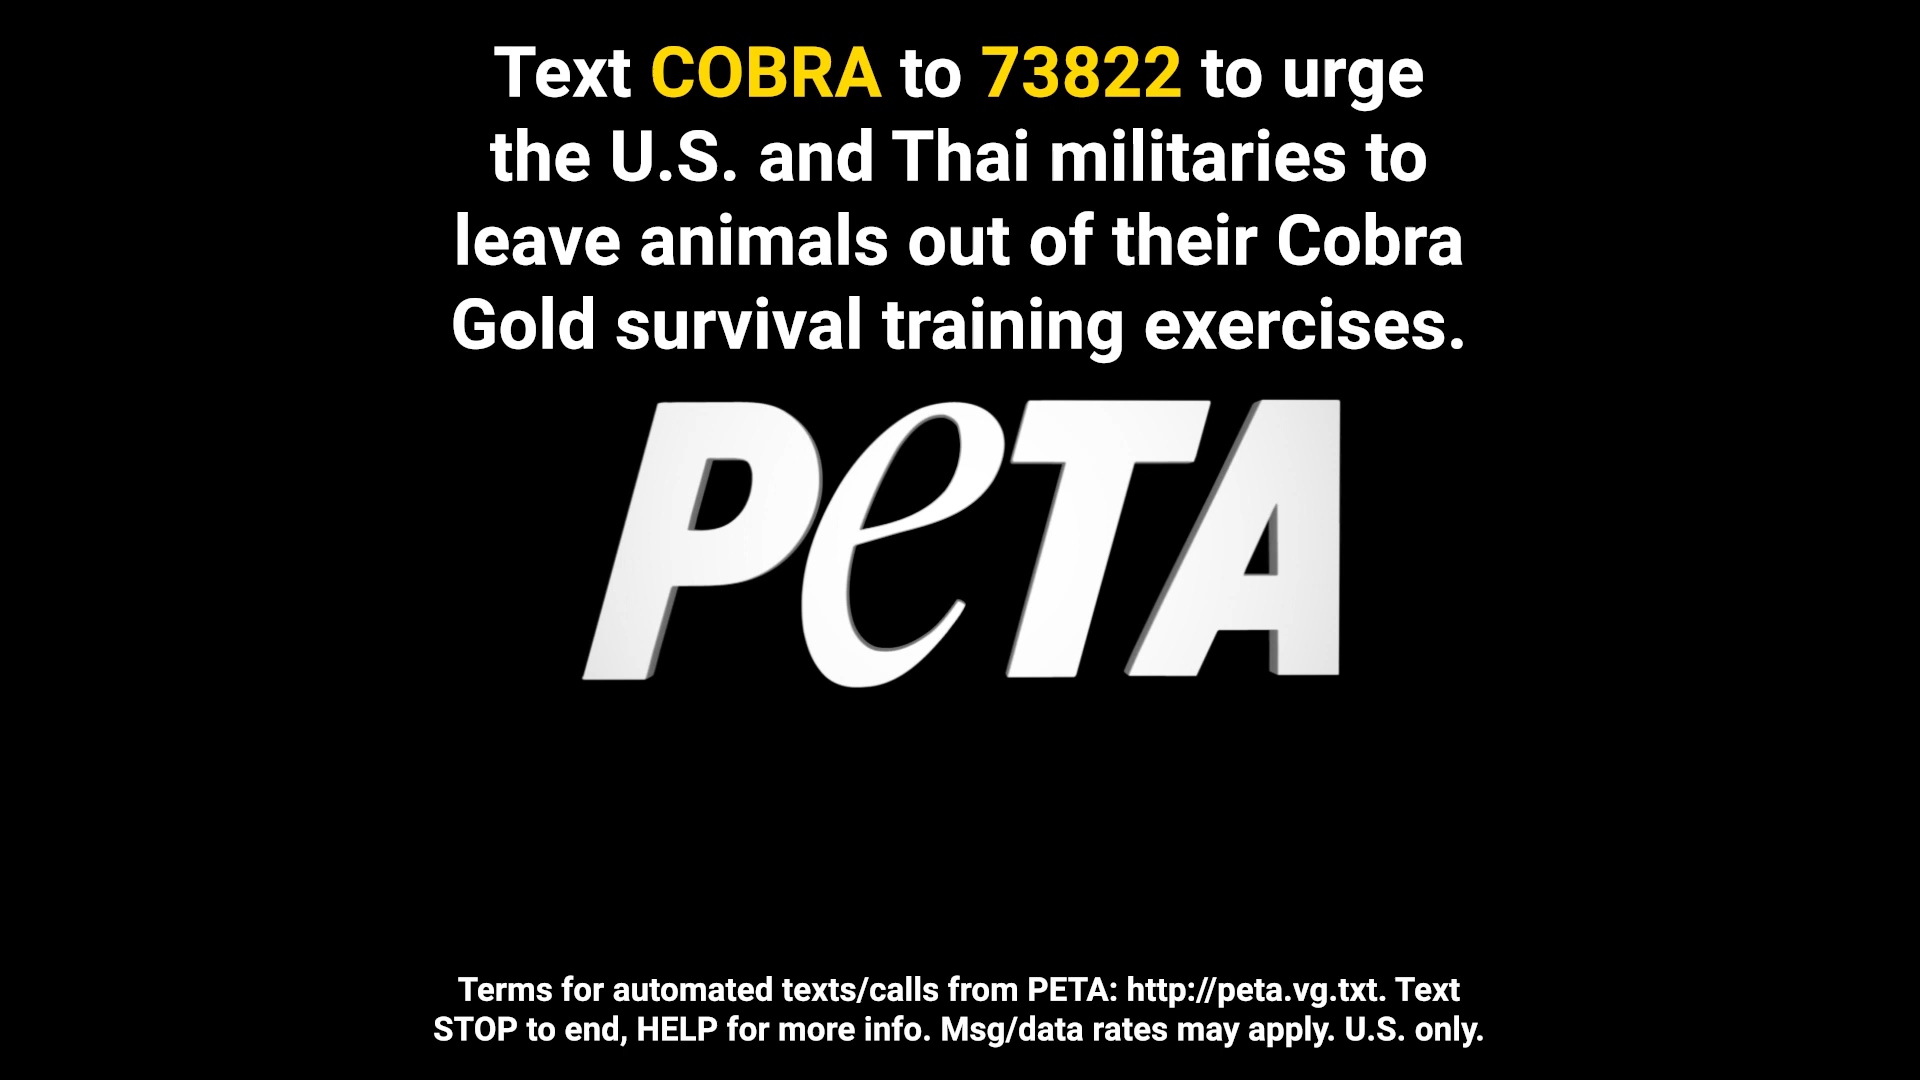 Text COBRA to 73822 to urge
the U.S. and Thai militaries to
leave animals out of their Cobra
Gold survival training exercises.
PeTA
Terms for automated texts/calls from PETA: http://peta.vg.txt. Text
STOP to end, HELP for more info. Msg/data rates may apply. U.S. only.